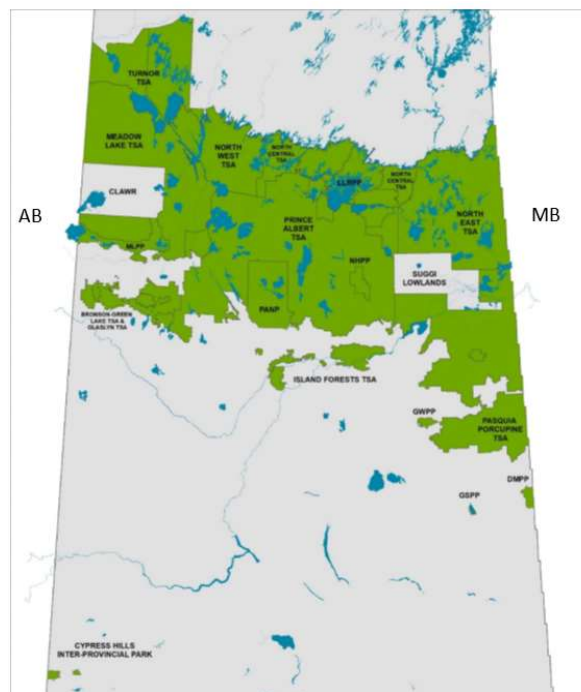 TURNOR
TSA
MEADOW
LAKE TSA
NORTH
WEST TSA
NORTH
CENTRAL
TSA
LLRPP
NORTH
CENTRAL
TSA
CLAWR
AB
MB
PRINCE
ALBERT
TSA
NORTH
EAST TSA
MLPP
NHPP
SUGGI
LOWLANDS
PANP
BRONSON-GREEN
LAKE TSA &
GLASLYN TSA
ISLAND FORESTS TSA
GWPP
PASQUIA
PORCUPINE
TSA
DMPP
GSPP
CYPRESS HILLS
INTER-PROVINCIAL PARK